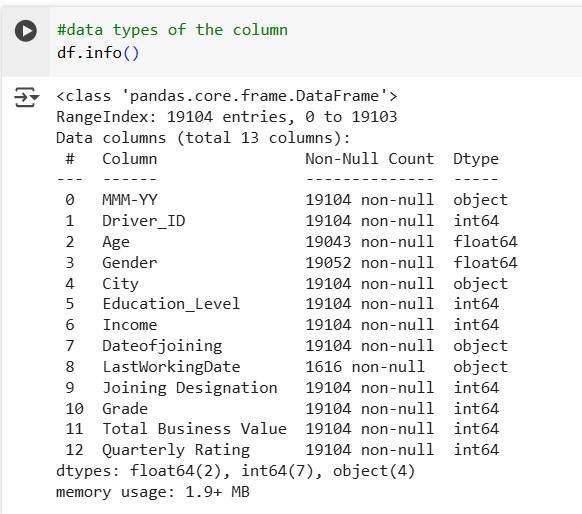 #data types of the column
df.info()
<class 'pandas.core.frame.DataFrame'>
RangeIndex: 19104 entries, 0 to 19103
Data columns (total 13 columns):
 #   Column                Non-Null Count  Dtype
---  ------                --------------  -----
 0   MMM-YY                19104 non-null  object
 1   Driver_ID             19104 non-null  int64
 2   Age                   19043 non-null  float64
 3   Gender                19052 non-null  float64
 4   City                  19104 non-null  object
 5   Education_Level       19104 non-null  int64
 6   Income                19104 non-null  int64
 7   Dateofjoining         19104 non-null  object
 8   LastWorkingDate       1616 non-null   object
 9   Joining Designation   19104 non-null  int64
 10  Grade                 19104 non-null  int64
 11  Total Business Value  19104 non-null  int64
 12  Quarterly Rating      19104 non-null  int64
dtypes: float64(2), int64(7), object(4)
memory usage: 1.9+ MB